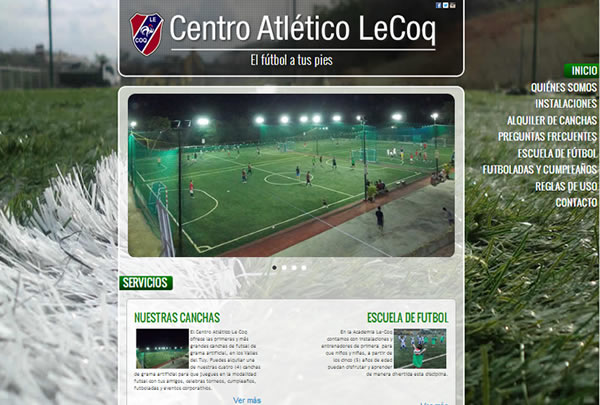 LE
COQ
Centro Atlético LeCoq
El fútbol a tus pies
INICIO
QUIÉNES SOMOS
INSTALACIONES
ALQUILER DE CANCHAS
PREGUNTAS FRECUENTES
ESCUELA DE FÚTBOL
FUTBOLADAS Y CUMPLEAÑOS
REGLAS DE USO
CONTACTO
SERVICIOS
NUESTRAS CANCHAS
El Centro Atlético Le Coq
ofrece las primeras y más
grandes canchas de futsal de
grama artificial, en los Valles
del Tuy. Puedes alquilar una
de nuestras cuatro (4) canchas
de grama artificial para que juegues en la modalidad
futsal con tus amigos, celebras torneos, cumpleaños,
futboladas y eventos corporativos.
Ver más
ESCUELA DE FUTBOL
En la Academia Le-Coq
contamos con instalaciones y
entrenadores de primera, para
que niños y niñas, a partir de
los cinco (5) años de edad
puedan disfrutar y aprender
de manera divertida esta disciplina.
Ver más